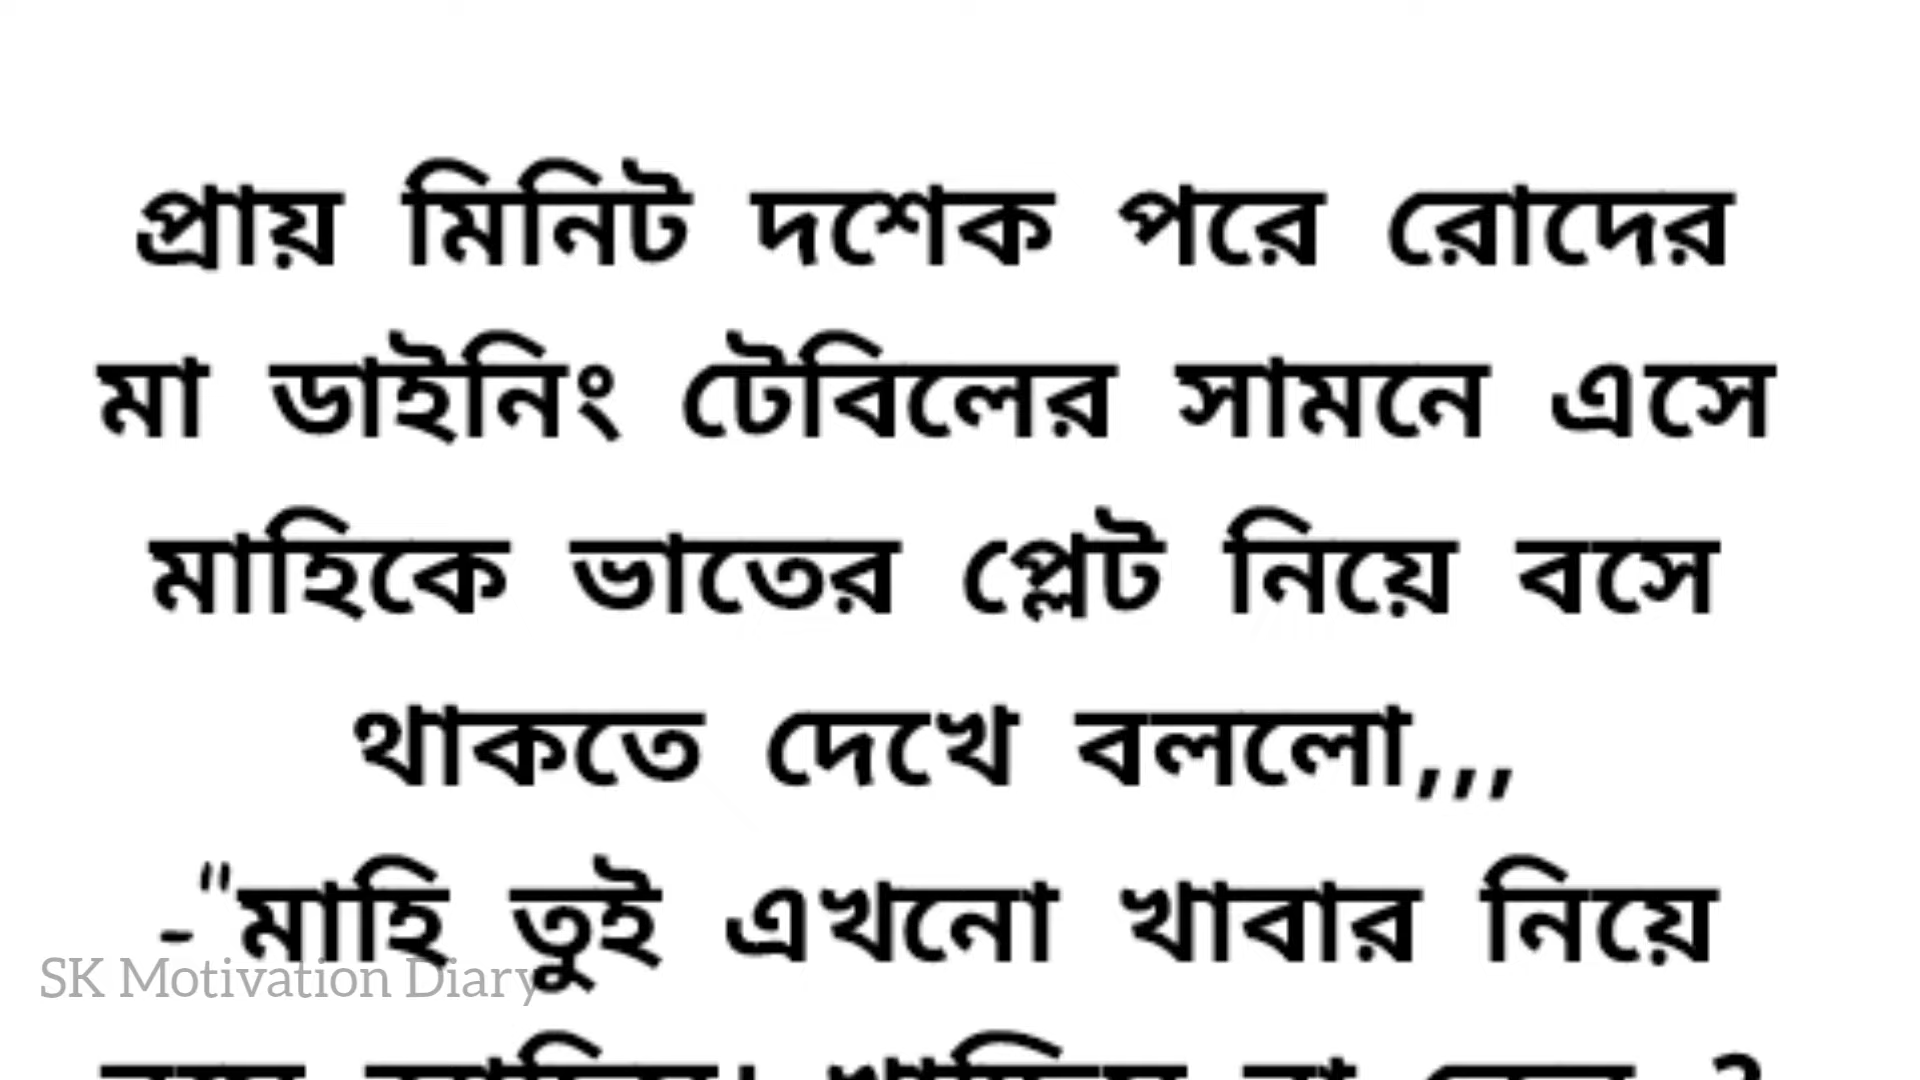 প্রায় মিনিট দশেক পরে রোদের
মা ডাইনিং টেবিলের সামনে এসে
মাহিকে ভাতের প্লেট নিয়ে বসে
থাকতে দেখে বললো,,,
-"মাহি তুই এখনো খাবার নিয়ে
SK Motivation Diary